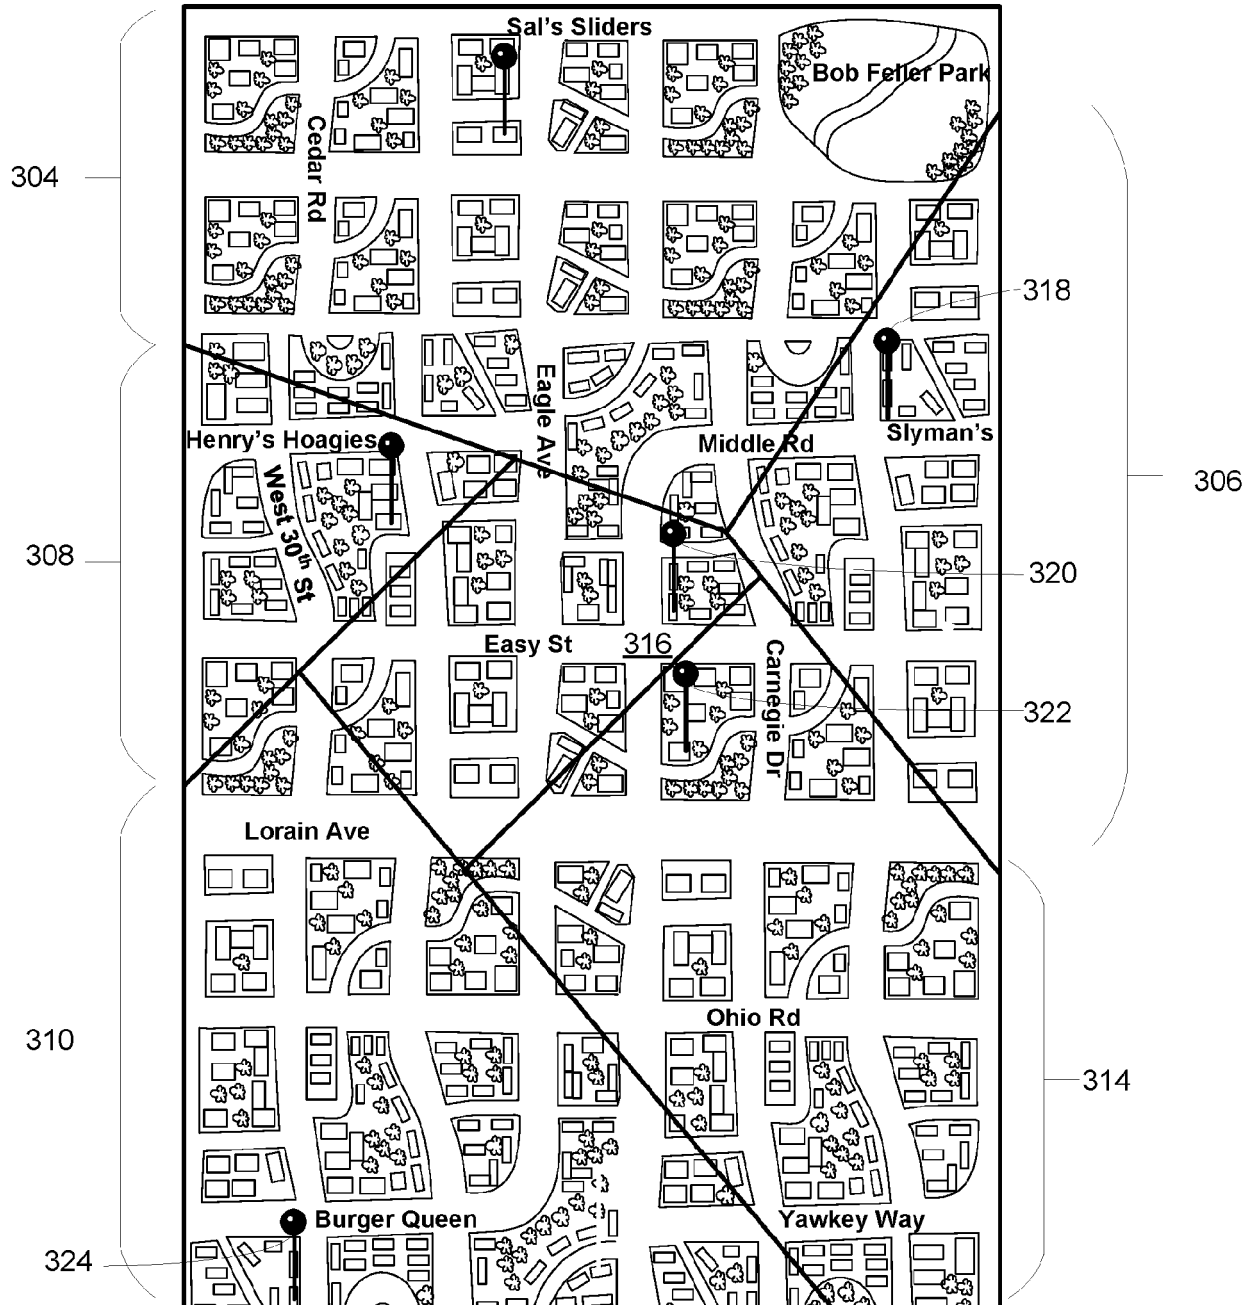 Sal's Sliders
Bob Feller Park
Cedar Rd
304
318
Eagle Ave
Henry's Hoagies
Middle Rd
Slyman's
306
West 30th St
308
320
Easy St
316
Carnegie Dr
322
Lorain Ave
Ohio Rd
310
314
Burger Queen
Yawkey Way
324